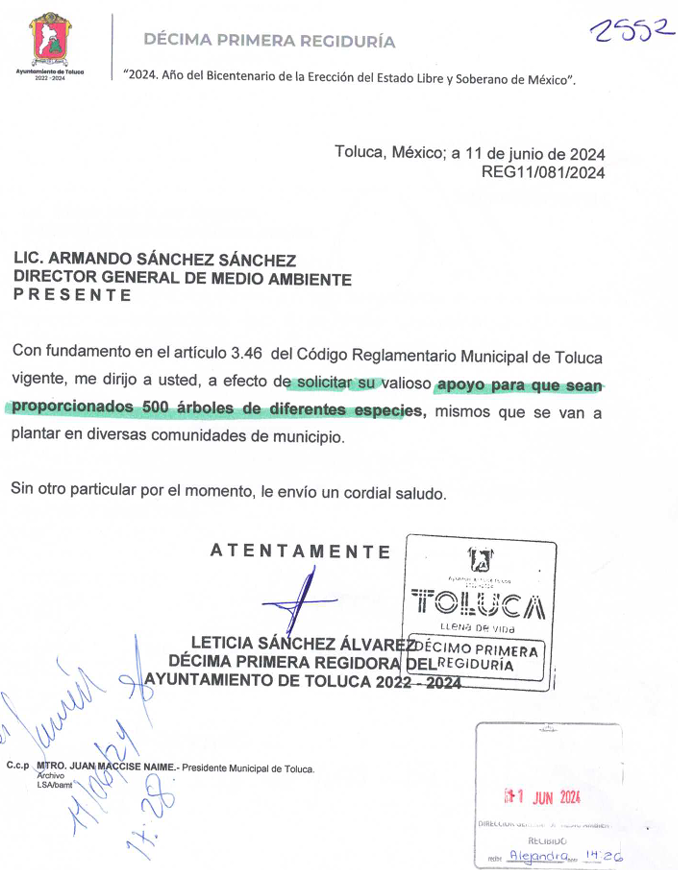 2552
DÉCIMA PRIMERA REGIDURÍA
Ayuntamiento de Toluca
2022 -2024
“2024. Año del Bicentenario de la Erección del Estado Libre y Soberano de México”.
Toluca, México; a 11 de junio de 2024
REG11/081/2024
LIC. ARMANDO SÁNCHEZ SÁNCHEZ
DIRECTOR GENERAL DE MEDIO AMBIENTE
P R E S E N T E
Con fundamento en el artículo 3.46 del Código Reglamentario Municipal de Toluca
vigente, me dirijo a usted, a efecto de solicitar su valioso apoyo para que sean
proporcionados 500 árboles de diferentes especies, mismos que se van a
plantar en diversas comunidades de municipio.
Sin otro particular por el momento, le envío un cordial saludo.
A T E N T A M E N T E
TOLUCA
LLENA DE VIDA
DÉCIMO PRIMERA
REGIDURÍA
LETICIA SÁNCHEZ ÁLVAREZ
DÉCIMA PRIMERA REGIDORA DEL
AYUNTAMIENTO DE TOLUCA 2022 - 2024
C.c.p MTRO. JUAN MACCISE NAIME.- Presidente Municipal de Toluca.
Archivo
LSA/bamt
11/06/24
14:28
11 JUN 2024
RECIBIDO
Alejandra 14:26